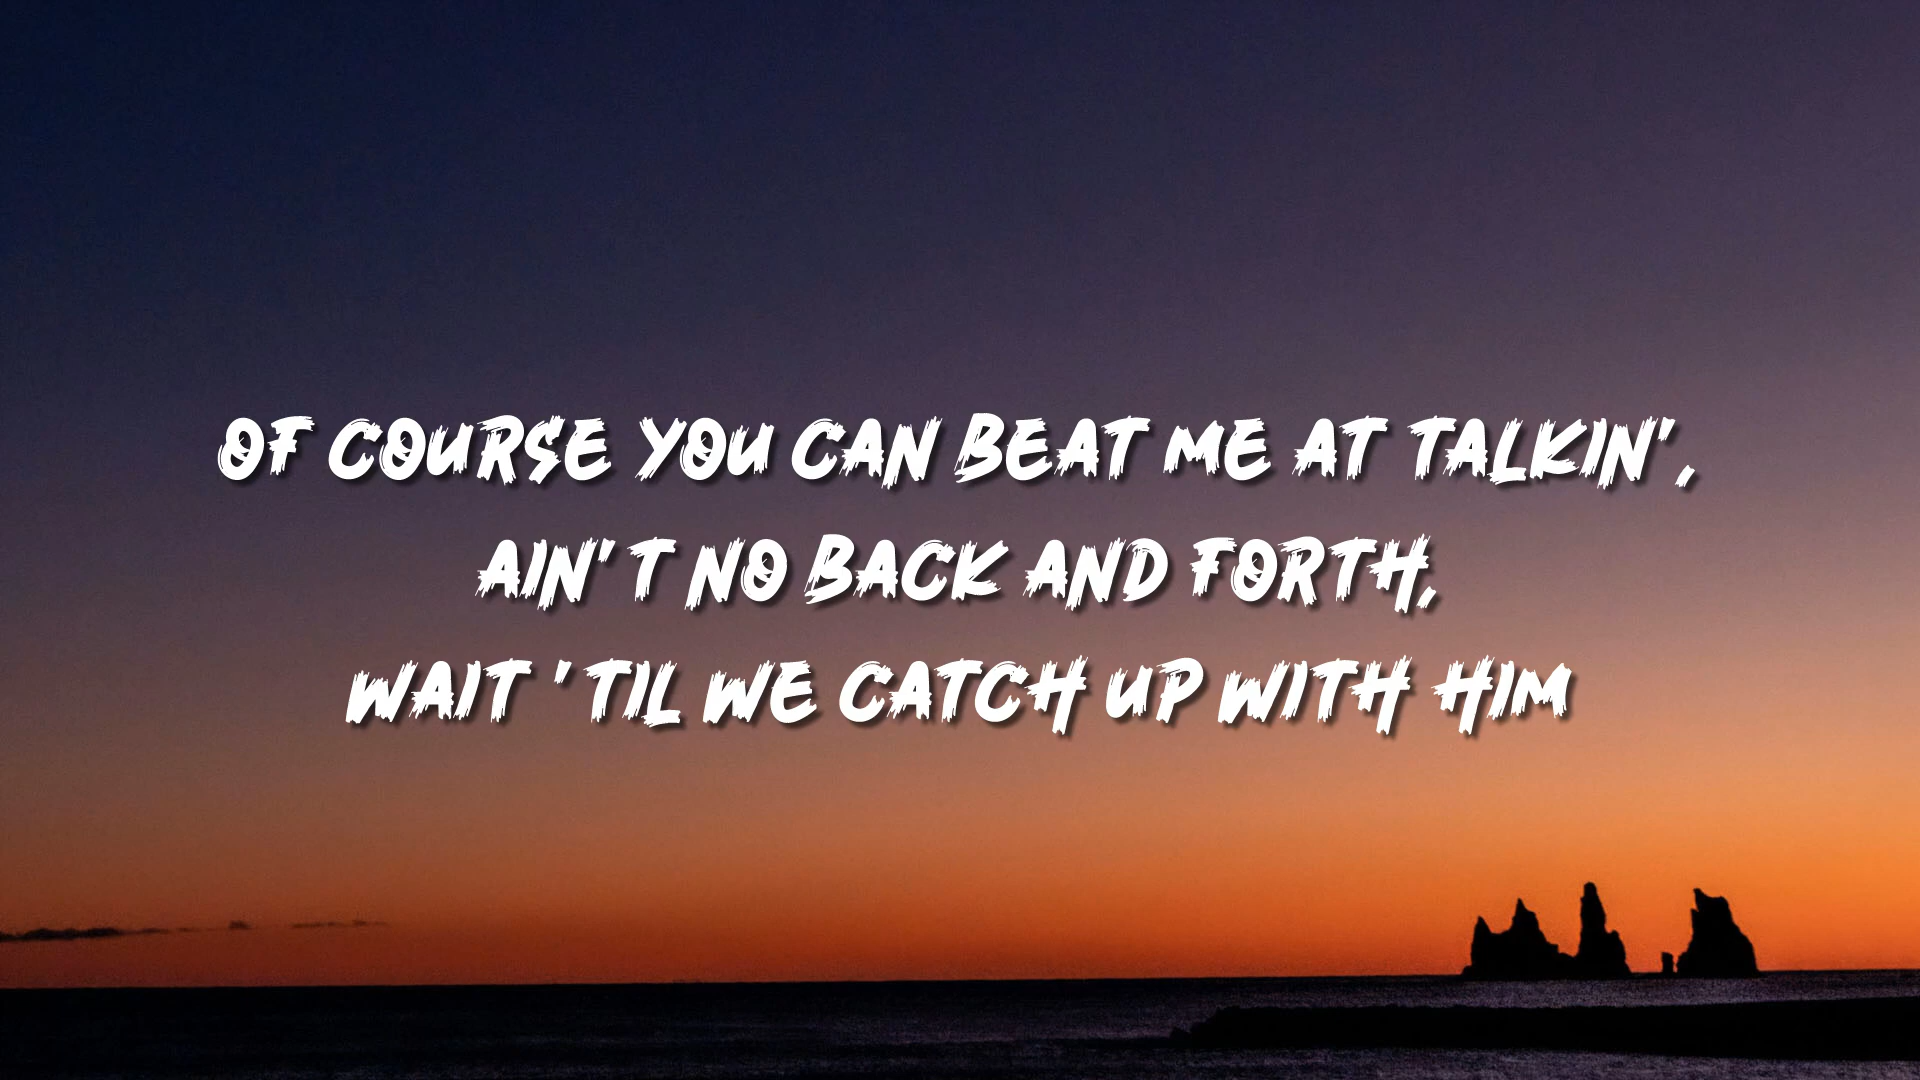 OF COURSE YOU CAN BEAT ME AT TALKIN',
AIN'T NO BACK AND FORTH,
WAIT 'TIL WE CATCH UP WITH HIM